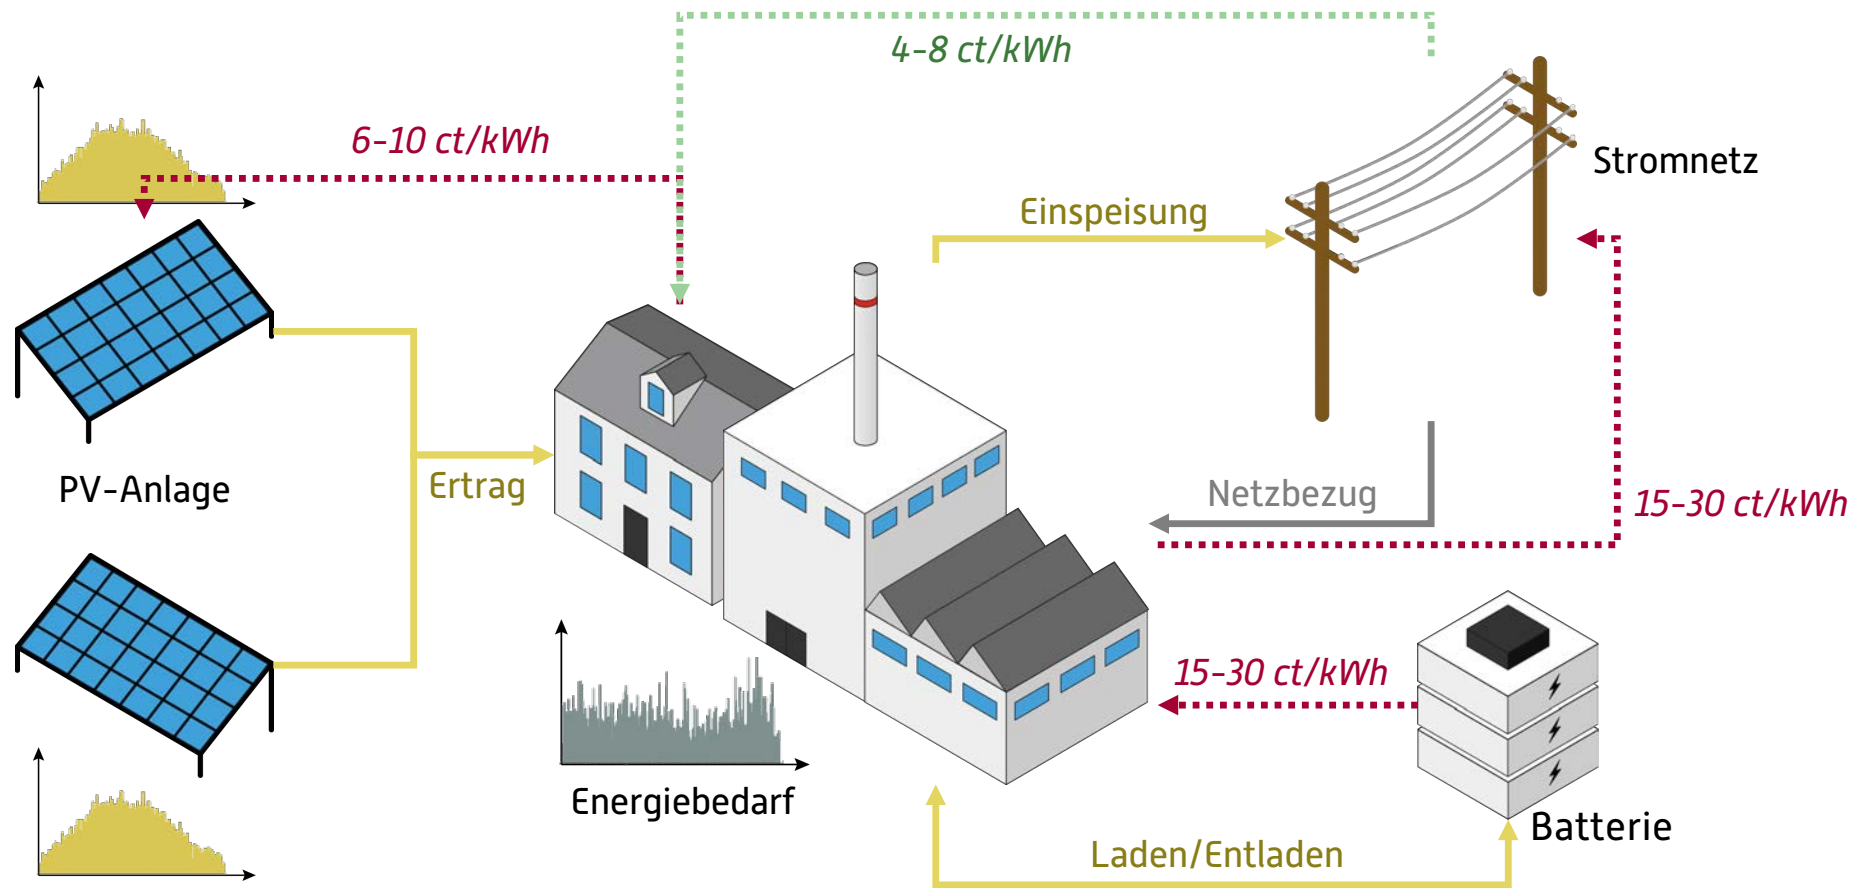 4-8 ct/kWh
6-10 ct/kWh
Stromnetz
Einspeisung
PV-Anlage
Ertrag
Netzbezug
15-30 ct/kWh
15-30 ct/kWh
Energiebedarf
Batterie
Laden/Entladen